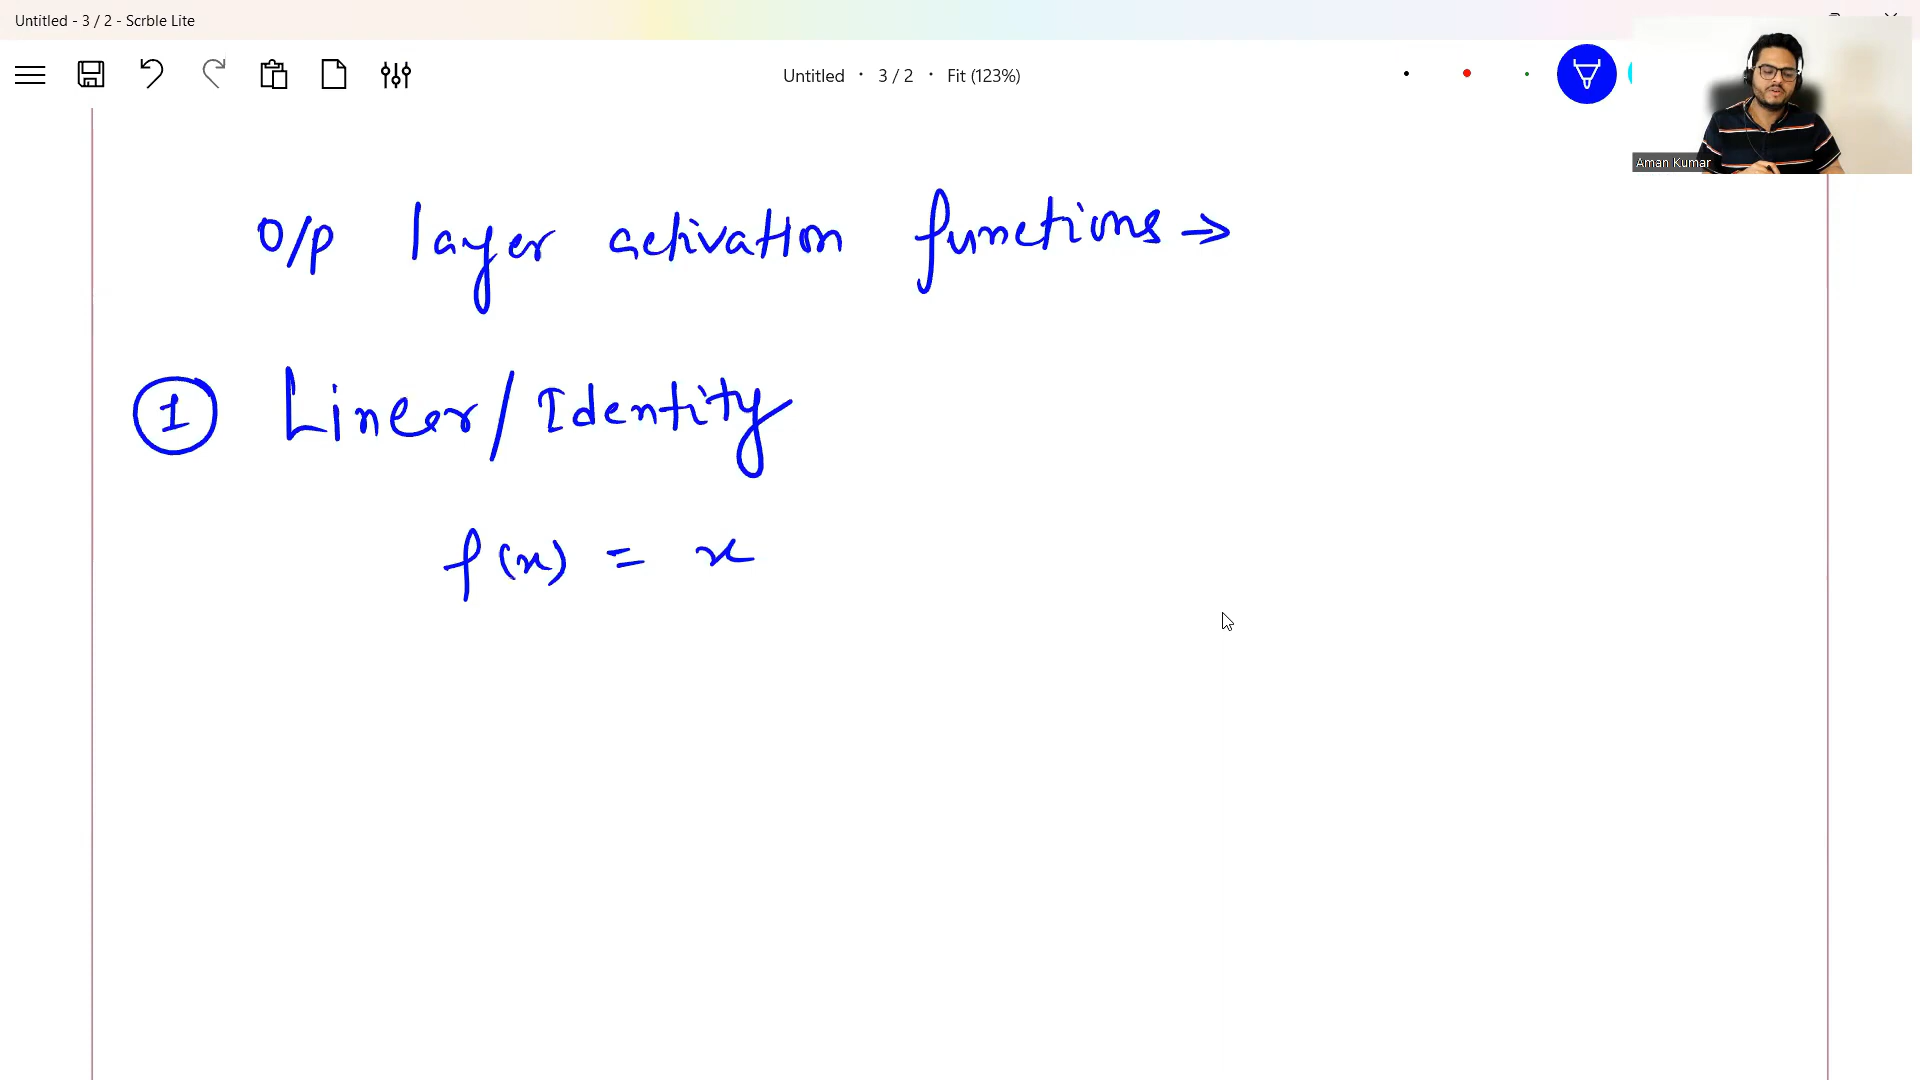 Untitled - 3 / 2 - Scrble Lite
Untitled • 3 / 2 • Fit (123%)
Aman Kumar
O/P layer activation functions →
1 Linear/Identity
f(x) = x